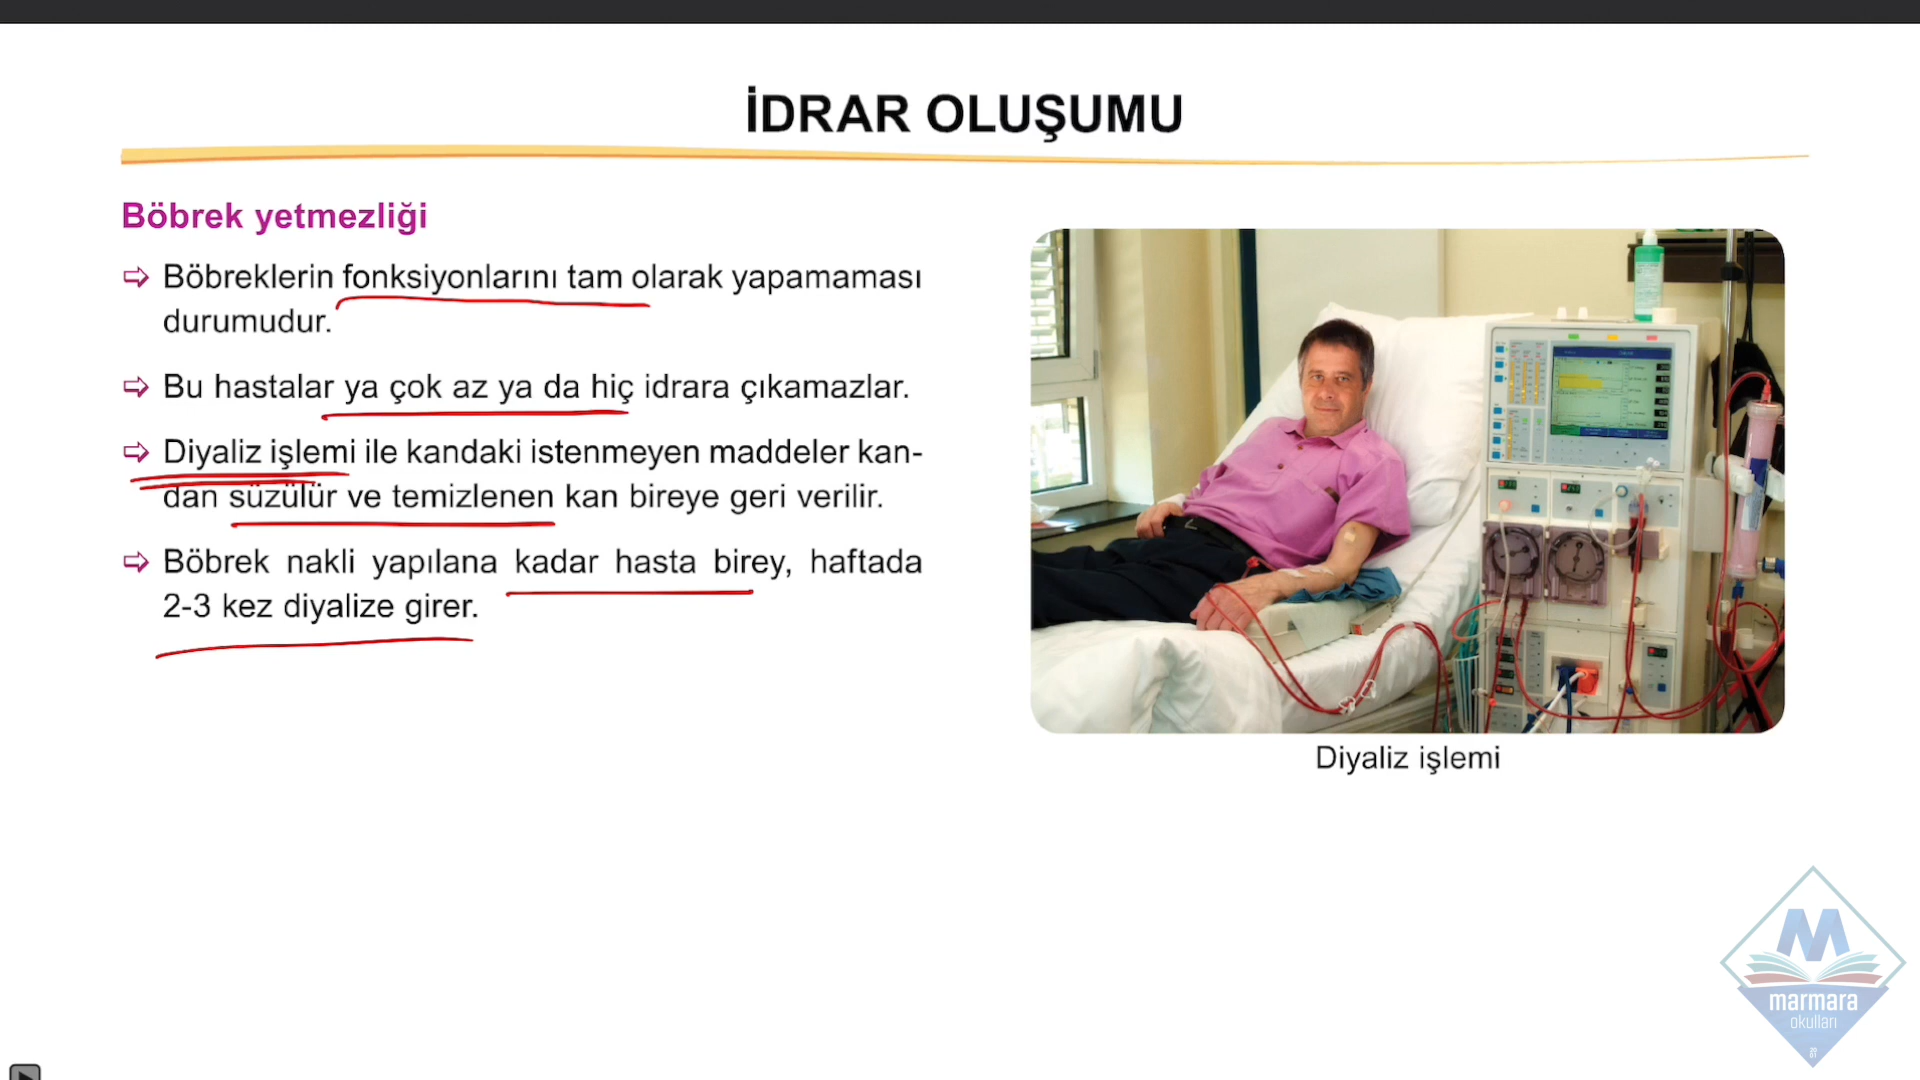 İDRAR OLUŞUMU
Böbrek yetmezliği
⇨ Böbreklerin fonksiyonlarını tam olarak yapamaması
durumudur.
⇨ Bu hastalar ya çok az ya da hiç idrara çıkamazlar.
⇨ Diyaliz işlemi ile kandaki istenmeyen maddeler kan-
dan süzülür ve temizlenen kan bireye geri verilir.
⇨ Böbrek nakli yapılana kadar hasta birey, haftada
2-3 kez diyalize girer.
Diyaliz işlemi
M
marmara
okulları